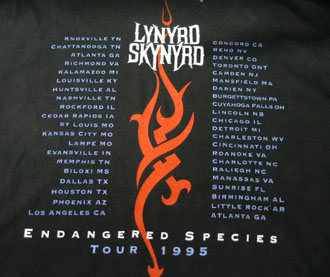 LYNYRD
SKYNYRD
KNOXVILLE TN
CHATTANOOGA TN
ATLANTA GA
RICHMOND VA
KALAMAZOO MI
LOUISVILLE KY
HUNTSVILLE AL
NASHVILLE TN
ROCKFORD IL
CEDAR RAPIDS IA
ST LOUIS MO
KANSAS CITY MO
LAMPE MO
EVANSVILLE IN
MEMPHIS TN
BILOXI MS
DALLAS TX
HOUSTON TX
PHOENIX AZ
LOS ANGELES CA
CONCORD CA
RENO NV
DENVER CO
TORONTO ONT
CAMDEN NJ
MANSFIELD MA
DARIEN NY
BURGETTSTOWN PA
CUYAHOGA FALLS OH
LINCOLN NB
CHICAGO IL
DETROIT MI
CHARLESTON WV
CINCINNATI OH
ROANOKE VA
CHARLOTTE NC
RALIEGH NC
MANASSAS VA
SUNRISE FL
BIRMINGHAM AL
LITTLE ROCK AR
ATLANTA GA
ENDANGERED SPECIES
TOUR 1995